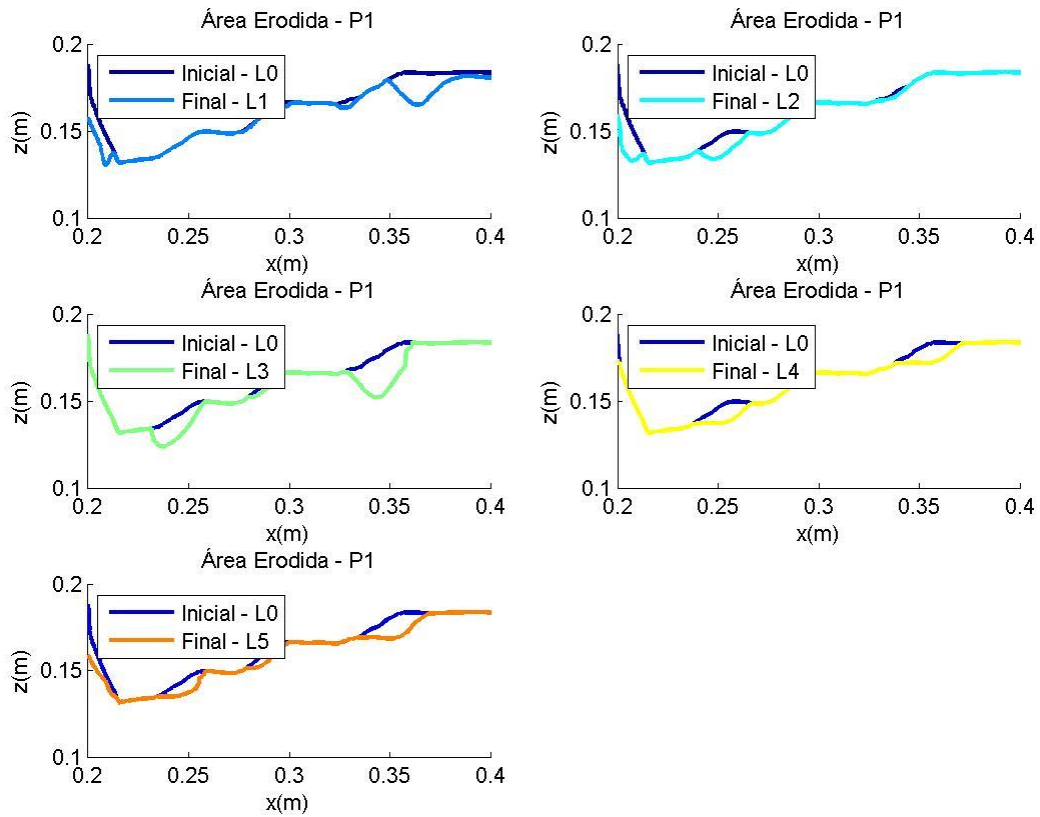 Área Erodida - P1
0.2
Inicial - L0
Final - L1
z(m)
0.15
0.1
0.2 0.25 0.3 0.35 0.4
x(m)
Área Erodida - P1
0.2
Inicial - L0
Final - L2
z(m)
0.15
0.1
0.2 0.25 0.3 0.35 0.4
x(m)
Área Erodida - P1
0.2
Inicial - L0
Final - L3
z(m)
0.15
0.1
0.2 0.25 0.3 0.35 0.4
x(m)
Área Erodida - P1
0.2
Inicial - L0
Final - L4
z(m)
0.15
0.1
0.2 0.25 0.3 0.35 0.4
x(m)
Área Erodida - P1
0.2
Inicial - L0
Final - L5
z(m)
0.15
0.1
0.2 0.25 0.3 0.35 0.4
x(m)